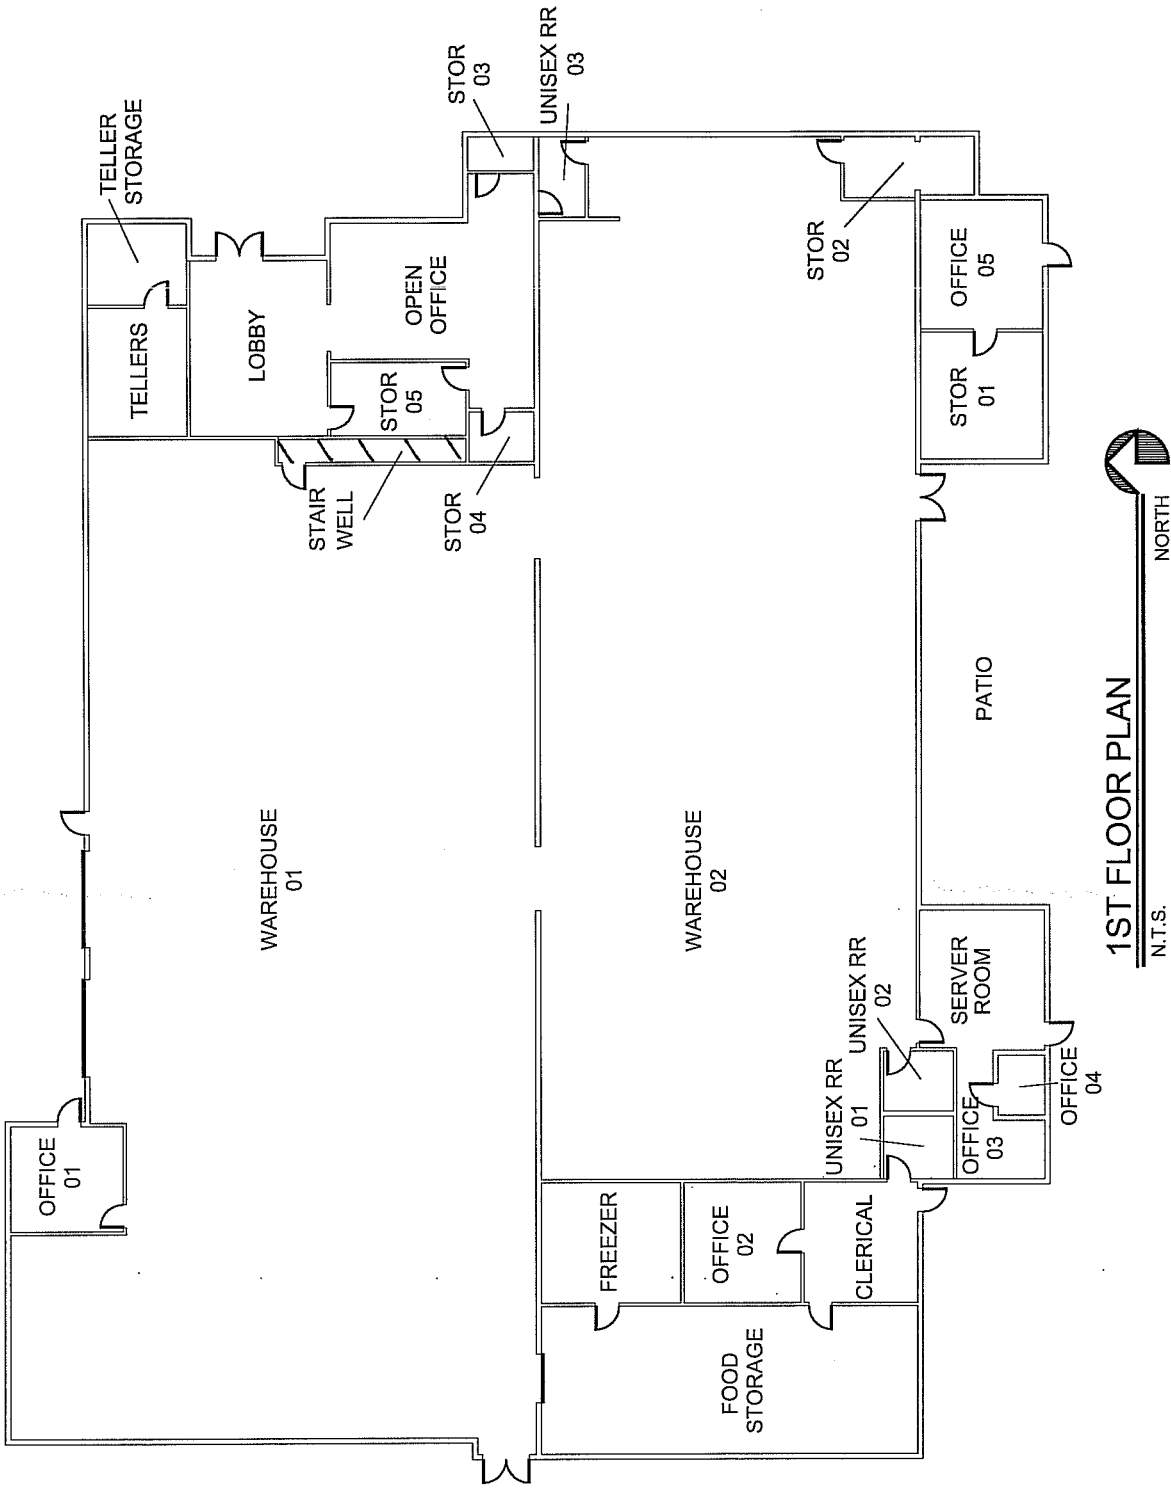 OFFICE
01
WAREHOUSE
01
TELLERS
TELLER
STORAGE
LOBBY
STAIR
WELL
STOR
05
OPEN
OFFICE
STOR
04
STOR
03
UNISEX RR
03
FREEZER
OFFICE
02
FOOD
STORAGE
CLERICAL
WAREHOUSE
02
UNISEX RR
01
UNISEX RR
02
STOR
02
OFFICE
03
SERVER
ROOM
OFFICE
04
PATIO
STOR
01
OFFICE
05
1ST FLOOR PLAN
N.T.S.
NORTH